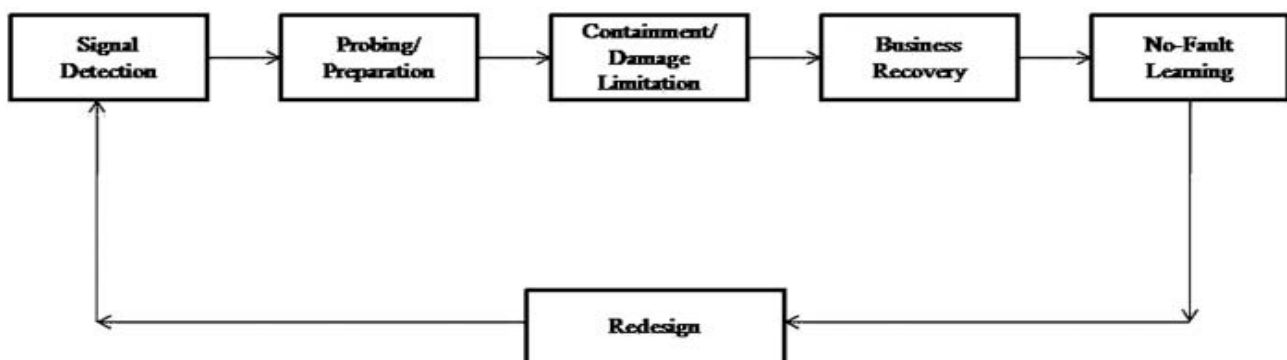 Signal
Detection
Probing/
Preparation
Containment/
Damage
Limitation
Business
Recovery
No-Fault
Learning
Redesign